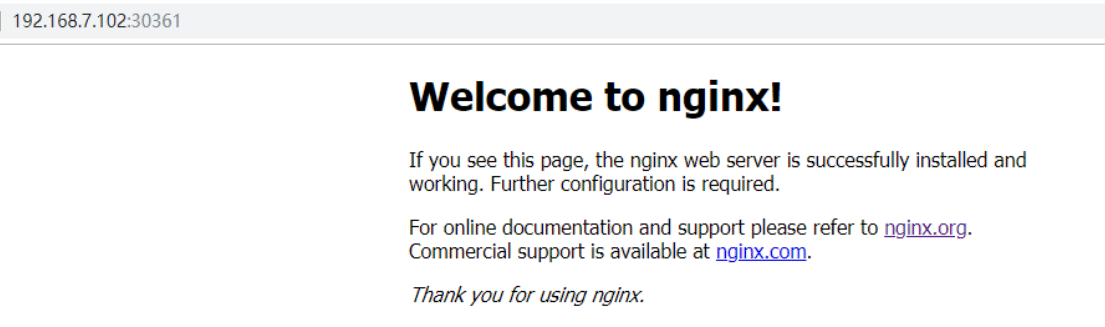 192.168.7.102:30361
Welcome to nginx!
If you see this page, the nginx web server is successfully installed and
working. Further configuration is required.
For online documentation and support please refer to nginx.org.
Commercial support is available at nginx.com.
Thank you for using nginx.